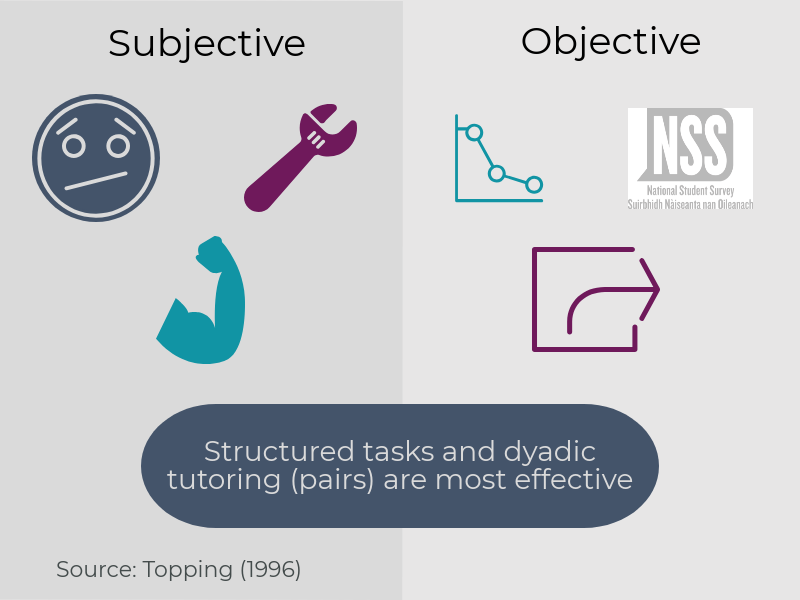 Subjective
Objective
NSS
National Student Survey
Suirbhidh Nàiseanta nan Oileanach
Structured tasks and dyadic
tutoring (pairs) are most effective
Source: Topping (1996)